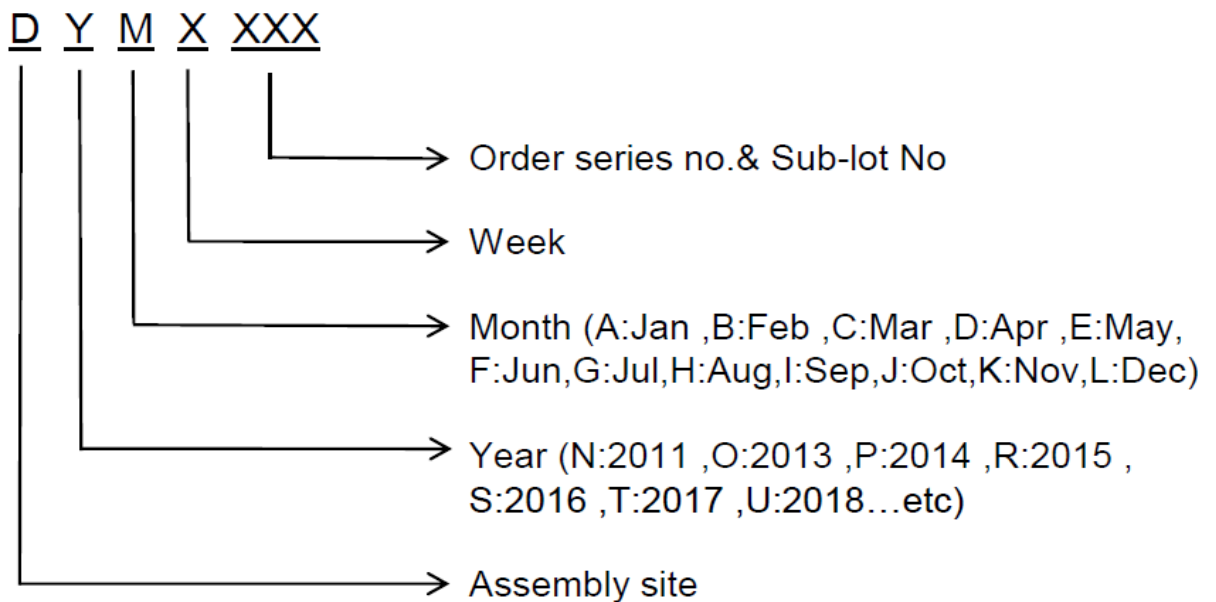 D Y M X XXX
Order series no.& Sub-lot No
Week
Month (A:Jan ,B:Feb ,C:Mar ,D:Apr ,E:May,
F:Jun,G:Jul,H:Aug,I:Sep,J:Oct,K:Nov,L:Dec)
Year (N:2011 ,O:2013 ,P:2014 ,R:2015 ,
S:2016 ,T:2017 ,U:2018…etc)
Assembly site